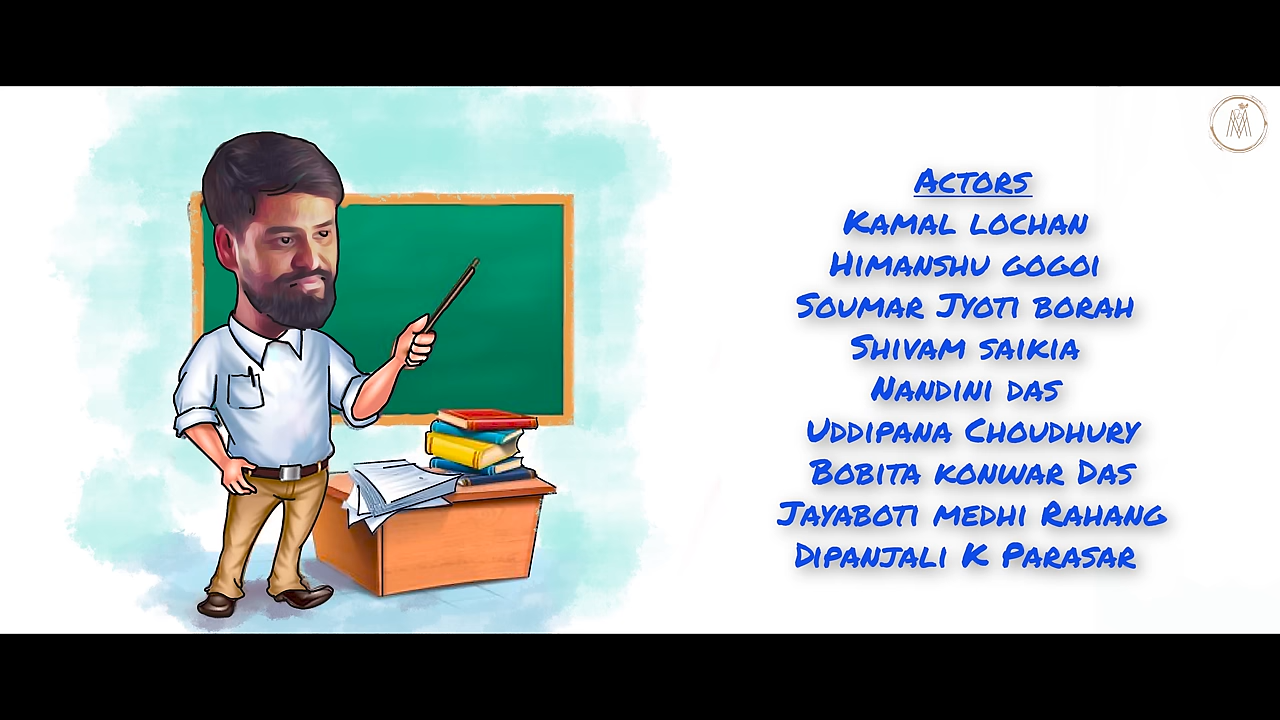 Actors
Kamal lochan
Himanshu gogoi
Soumar Jyoti borah
Shivam saikia
Nandini das
Uddipana Choudhury
Bobita konwar Das
Jayaboti medhi Rahang
Dipanjali K Parasar